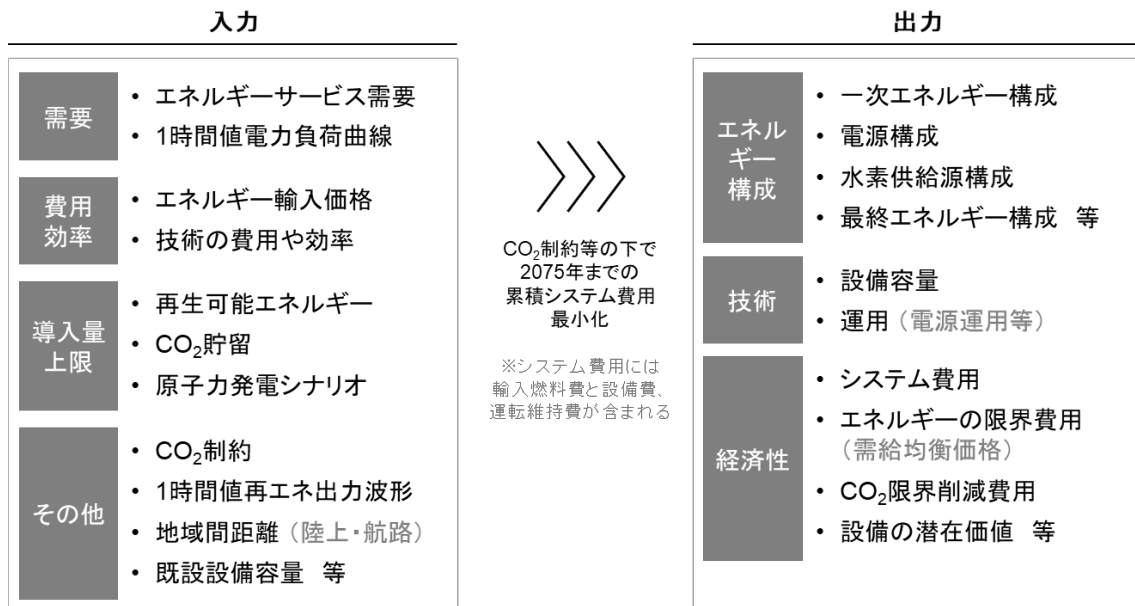 入力
需要
• エネルギーサービス需要
• 1時間値電力負荷曲線
費用
効率
• エネルギー輸入価格
• 技術の費用や効率
導入量
上限
• 再生可能エネルギー
• CO₂貯留
• 原子力発電シナリオ
その他
• CO₂制約
• 1時間値再エネ出力波形
• 地域間距離（陸上・航路）
• 既設設備容量 等
CO₂制約等の下で
2075年までの
累積システム費用
最小化
※システム費用には
輸入燃料費と設備費、
運転維持費が含まれる
出力
エネル
ギー
構成
• 一次エネルギー構成
• 電源構成
• 水素供給源構成
• 最終エネルギー構成 等
技術
• 設備容量
• 運用（電源運用等）
経済性
• システム費用
• エネルギーの限界費用
（需給均衡価格）
• CO₂限界削減費用
• 設備の潜在価値 等